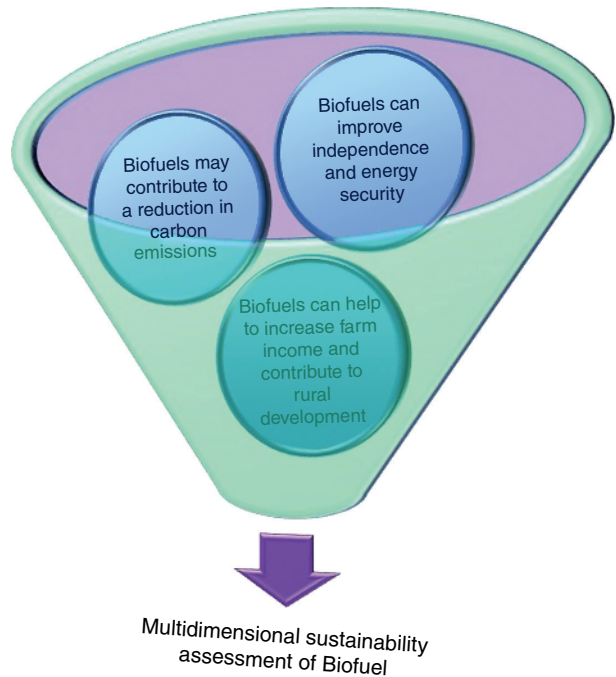 Biofuels may
contribute to
a reduction in
carbon
emissions
Biofuels can
improve
independence
and energy
security
Biofuels can help
to increase farm
income and
contribute to
rural
development
Multidimensional sustainability
assessment of Biofuel